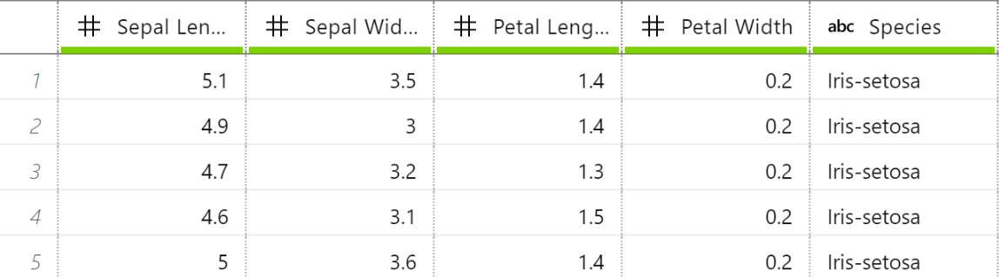 # Sepal Len... # Sepal Wid... # Petal Leng... # Petal Width abc Species
1 5.1 3.5 1.4 0.2 Iris-setosa
2 4.9 3 1.4 0.2 Iris-setosa
3 4.7 3.2 1.3 0.2 Iris-setosa
4 4.6 3.1 1.5 0.2 Iris-setosa
5 5 3.6 1.4 0.2 Iris-setosa